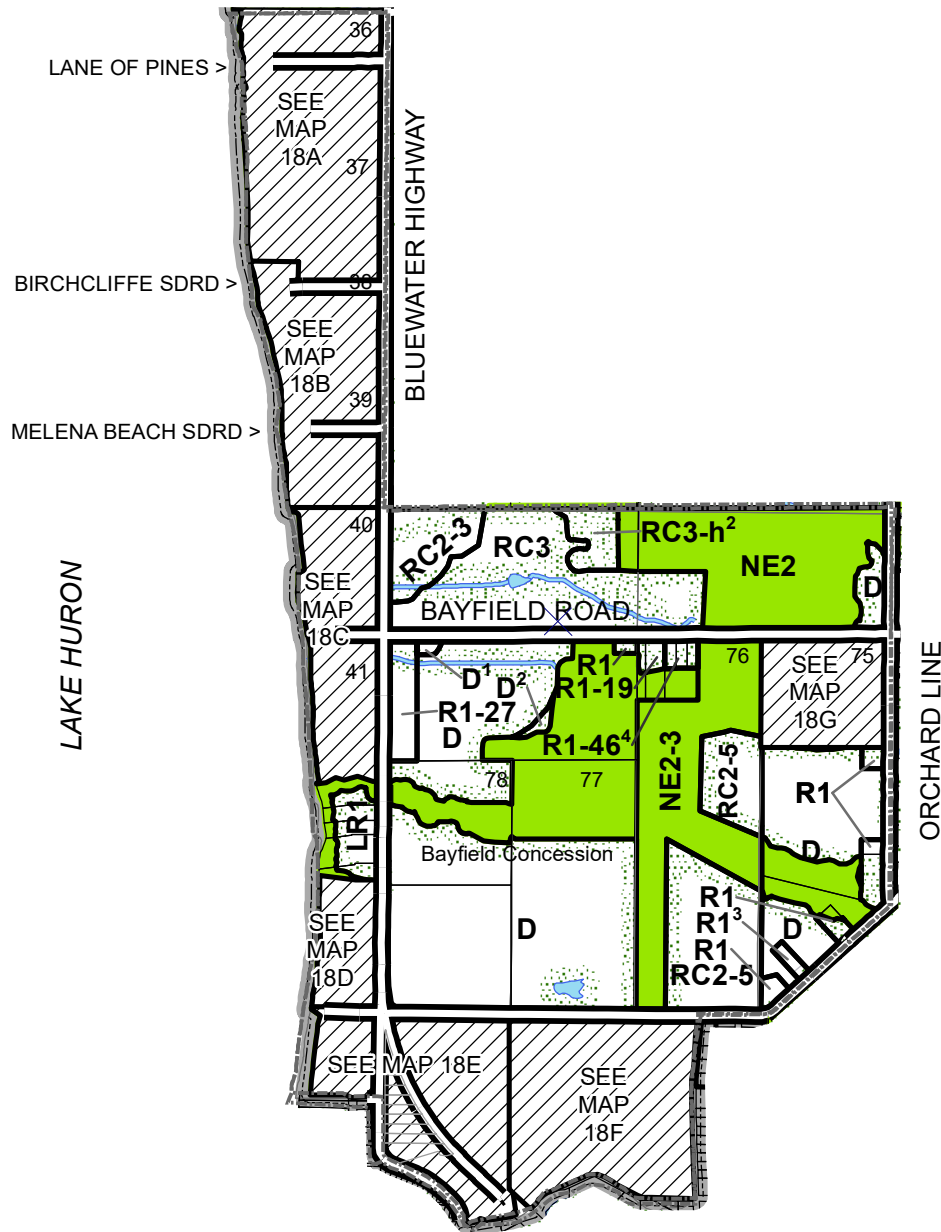 36
LANE OF PINES >
SEE
MAP
18A
BLUEWATER HIGHWAY
37
BIRCHCLIFFE SDRD >
38
SEE
MAP
18B
39
MELENA BEACH SDRD >
40
RC2-3
RC3
RC3-h²
NE2
D
LAKE HURON
SEE
MAP
18C
BAYFIELD ROAD
41
D¹
D²
R1
R1-19
76
75
SEE
MAP
18G
R1-27
D
R1-46⁴
ORCHARD LINE
78
77
NE2-3
RC2-5
R1
LR1
Bayfield Concession
D
R1
R1³
R1
RC2-5
D
D
SEE
MAP
18D
SEE MAP 18E
SEE
MAP
18F